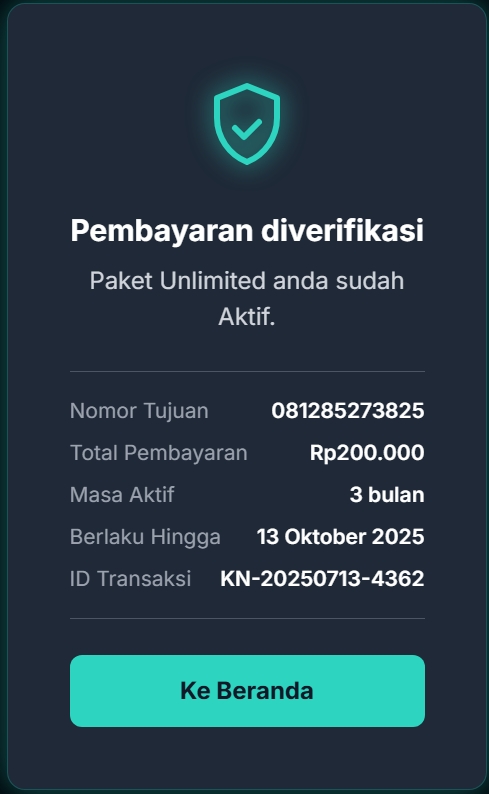 Pembayaran diverifikasi
Paket Unlimited anda sudah
Aktif.
Nomor Tujuan 081285273825
Total Pembayaran Rp200.000
Masa Aktif 3 bulan
Berlaku Hingga 13 Oktober 2025
ID Transaksi KN-20250713-4362
Ke Beranda